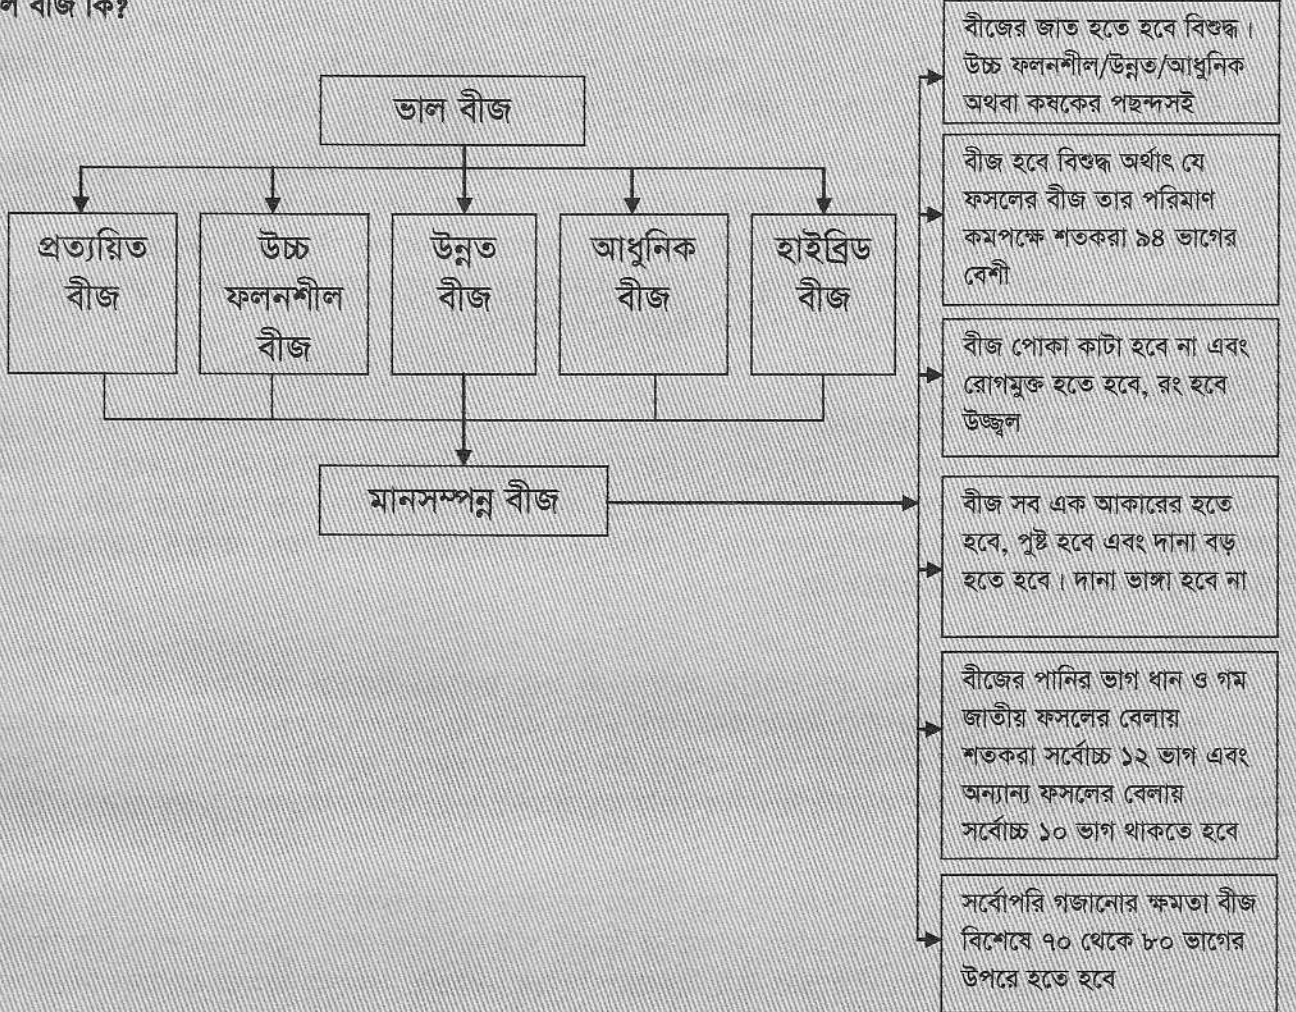 বীজ কি?
ভাল বীজ
প্রত্যয়িত
বীজ
উচ্চ
ফলনশীল
বীজ
উন্নত
বীজ
আধুনিক
বীজ
হাইব্রিড
বীজ
মানসম্পন্ন বীজ
বীজের জাত হতে হবে বিশুদ্ধ।
উচ্চ ফলনশীল/উন্নত/আধুনিক
অথবা কষকের পছন্দসই
বীজ হবে বিশুদ্ধ অর্থাৎ যে
ফসলের বীজ তার পরিমাণ
কমপক্ষে শতকরা ৯৪ ভাগের
বেশী
বীজ পোকা কাটা হবে না এবং
রোগমুক্ত হতে হবে, রং হবে
উজ্জ্বল
বীজ সব এক আকারের হতে
হবে, পুষ্ট হবে এবং দানা বড়
হতে হবে। দানা ভাঙ্গা হবে না
বীজের পানির ভাগ ধান ও গম
জাতীয় ফসলের বেলায়
শতকরা সর্বোচ্চ ১২ ভাগ এবং
অন্যান্য ফসলের বেলায়
সর্বোচ্চ ১০ ভাগ থাকতে হবে
সর্বোপরি গজানোর ক্ষমতা বীজ
বিশেষে ৭০ থেকে ৮০ ভাগের
উপরে হতে হবে